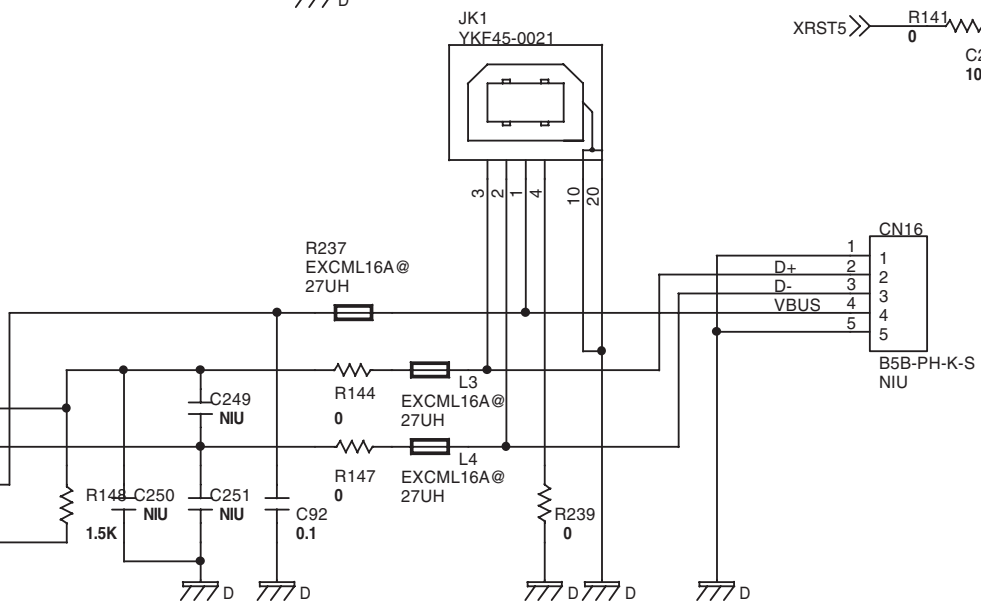 D
JK1
YKF45-0021
XRST5
R141
0
C2
10
3
2
1
4
10
20
R237
EXCML16A@
27UH
CN16
1
1
D+
2
2
D-
3
3
VBUS
4
4
5
5
B5B-PH-K-S
NIU
R144
0
L3
EXCML16A@
27UH
C249
NIU
R147
0
L4
EXCML16A@
27UH
R148
1.5K
C250
NIU
C251
NIU
C92
0.1
R239
0
D
D
D
D
D